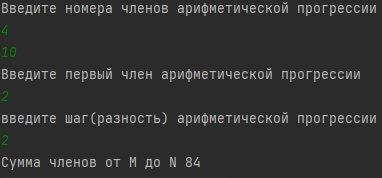 Введите номера членов арифметической прогрессии
4
10
Введите первый член арифметической прогрессии
2
введите шаг(разность) арифметической прогрессии
2
Сумма членов от M до N 84